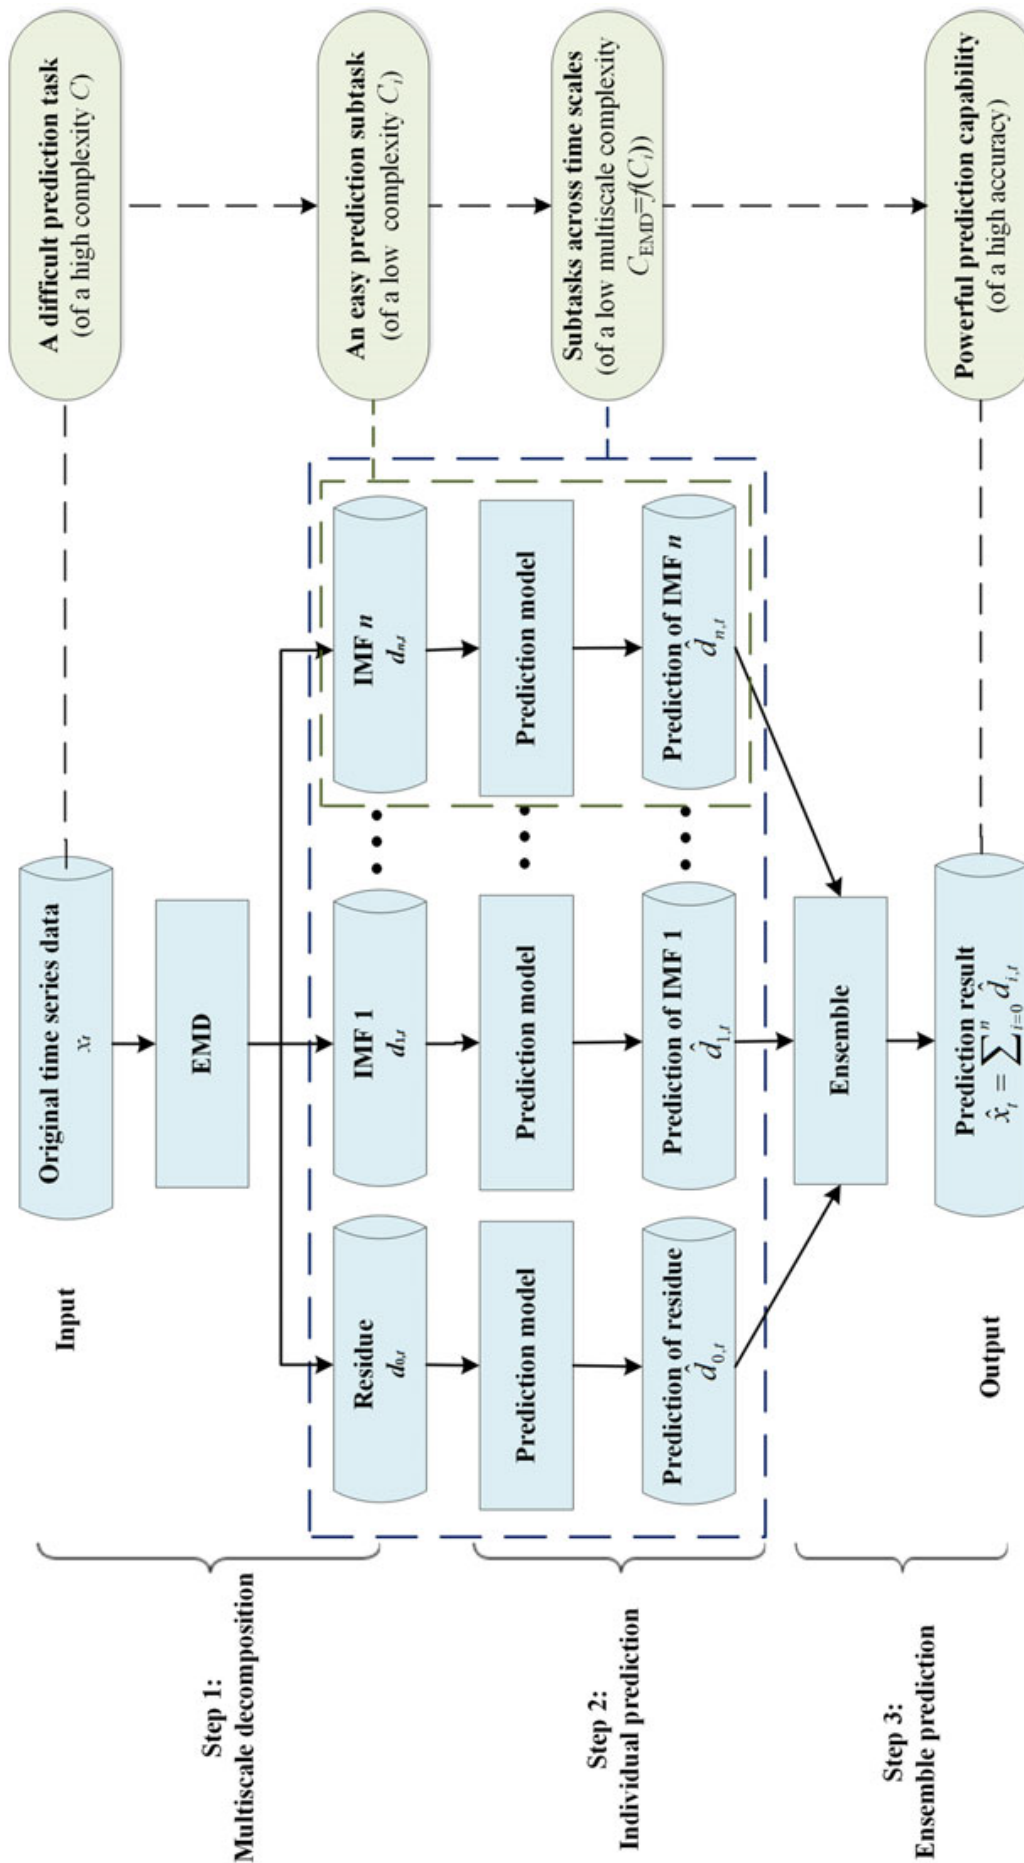 Step 1:
Multiscale decomposition
Step 2:
Individual prediction
Step 3:
Ensemble prediction
Input
Original time series data
xₜ
EMD
Residue
d₀,ₜ
IMF 1
d₁,ₜ
• • •
IMF n
dₙ,ₜ
Prediction model
Prediction model
• • •
Prediction model
Prediction of residue
d̂₀,ₜ
Prediction of IMF 1
d̂₁,ₜ
• • •
Prediction of IMF n
d̂ₙ,ₜ
Ensemble
Output
Prediction result
x̂ₜ = ∑ⁿᵢ₌₀ d̂ᵢ,ₜ
A difficult prediction task
(of a high complexity C)
An easy prediction subtask
(of a low complexity Cᵢ)
Subtasks across time scales
(of a low multiscale complexity
C_EMD=f(Cᵢ))
Powerful prediction capability
(of a high accuracy)